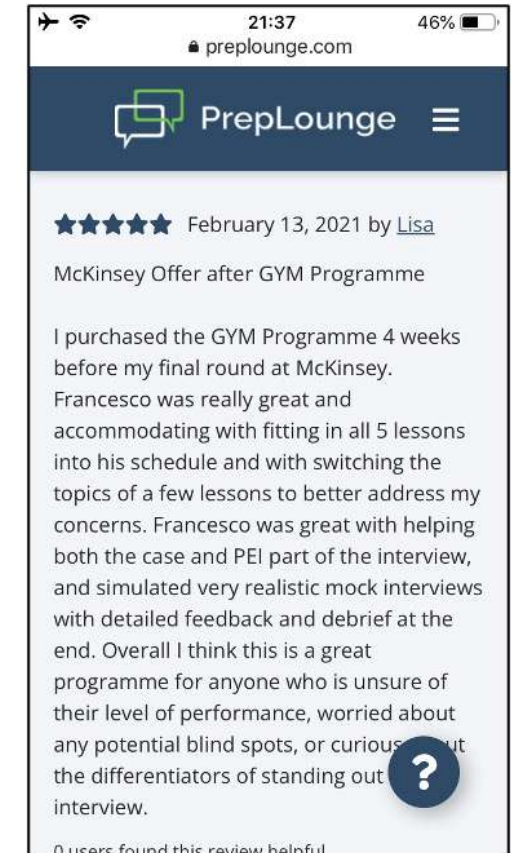 21:37
46%
preplounge.com
PrepLounge
February 13, 2021 by Lisa
McKinsey Offer after GYM Programme
I purchased the GYM Programme 4 weeks
before my final round at McKinsey.
Francesco was really great and
accommodating with fitting in all 5 lessons
into his schedule and with switching the
topics of a few lessons to better address my
concerns. Francesco was great with helping
both the case and PEI part of the interview,
and simulated very realistic mock interviews
with detailed feedback and debrief at the
end. Overall I think this is a great
programme for anyone who is unsure of
their level of performance, worried about
any potential blind spots, or curious
the differentiators of standing out
?
interview.
0 users found this review helpful